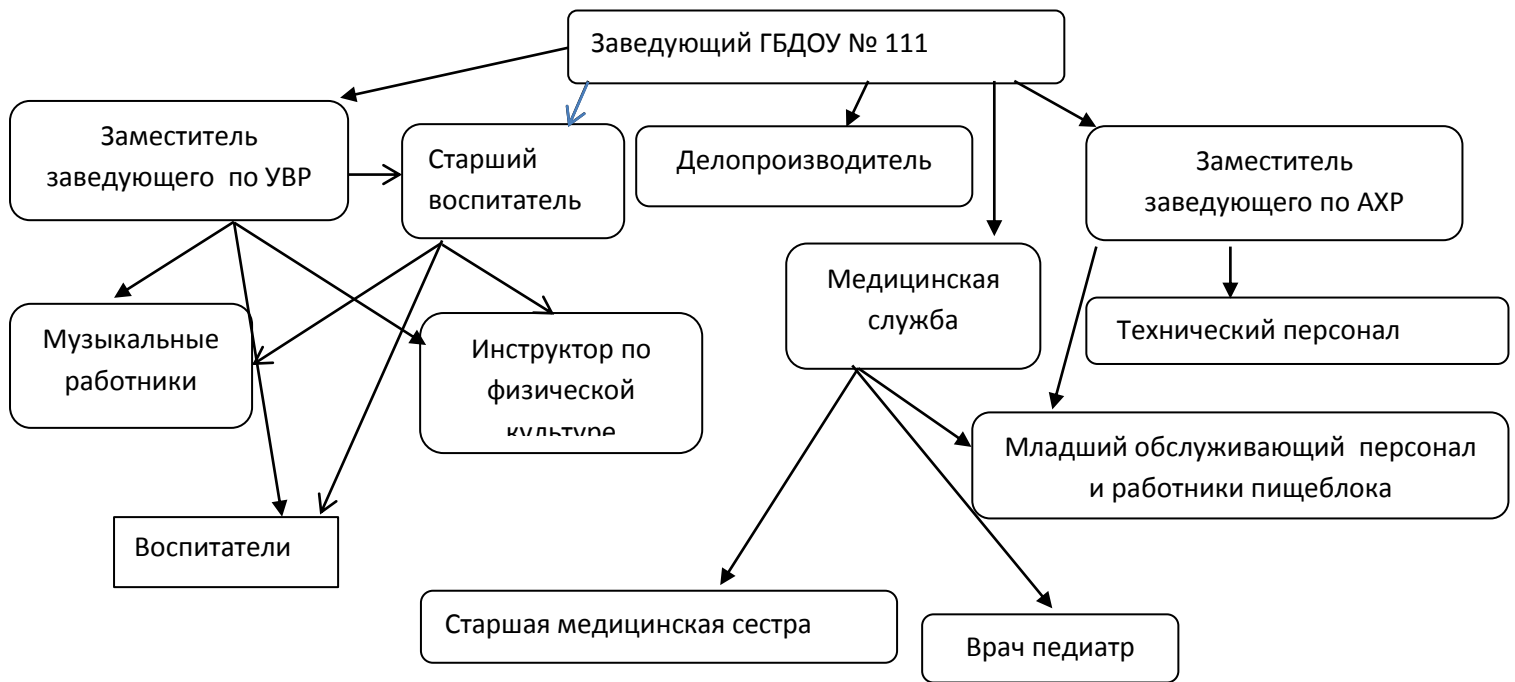 Заведующий ГБДОУ № 111
Заместитель
заведующего по УВР
Старший
воспитатель
Делопроизводитель
Заместитель
заведующего по АХР
Медицинская
служба
Технический персонал
Музыкальные
работники
Инструктор по
физической
культуре
Младший обслуживающий персонал
и работники пищеблока
Воспитатели
Старшая медицинская сестра
Врач педиатр